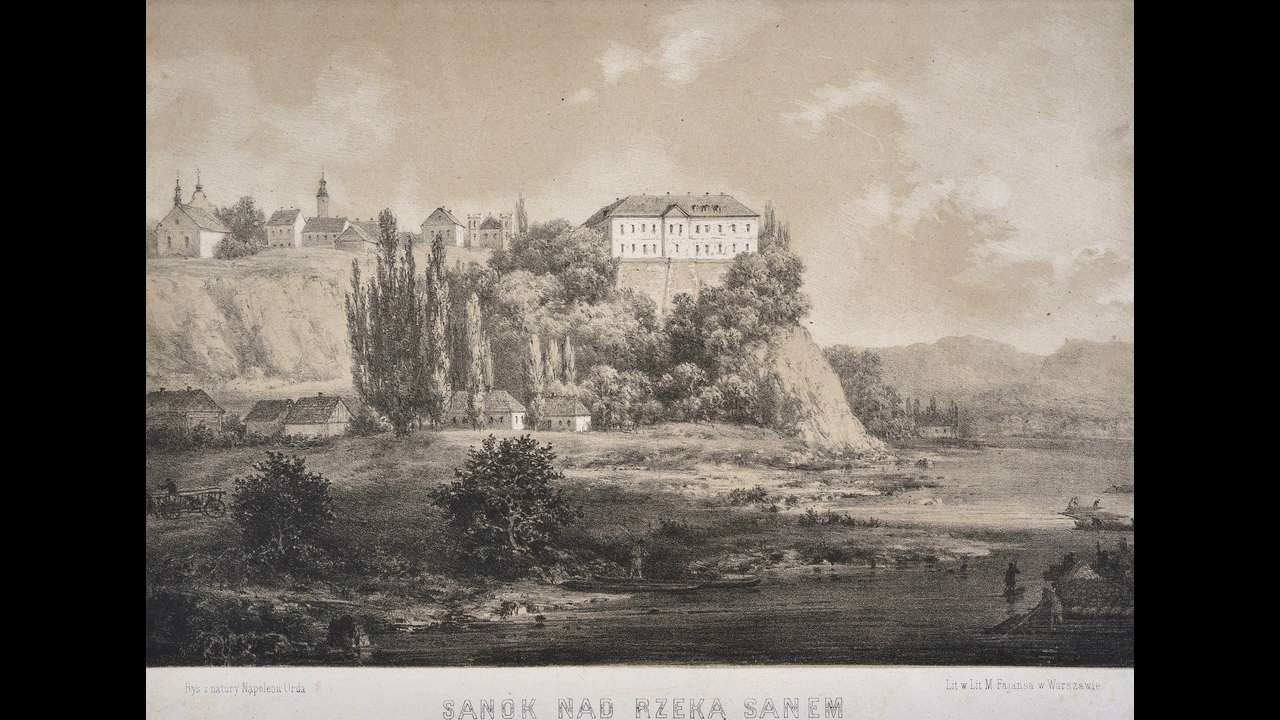 Rys z natury Napoleon Orda
Lit w Lit M Fajansa w Warszawie
SANOK NAD RZEKĄ SANEM